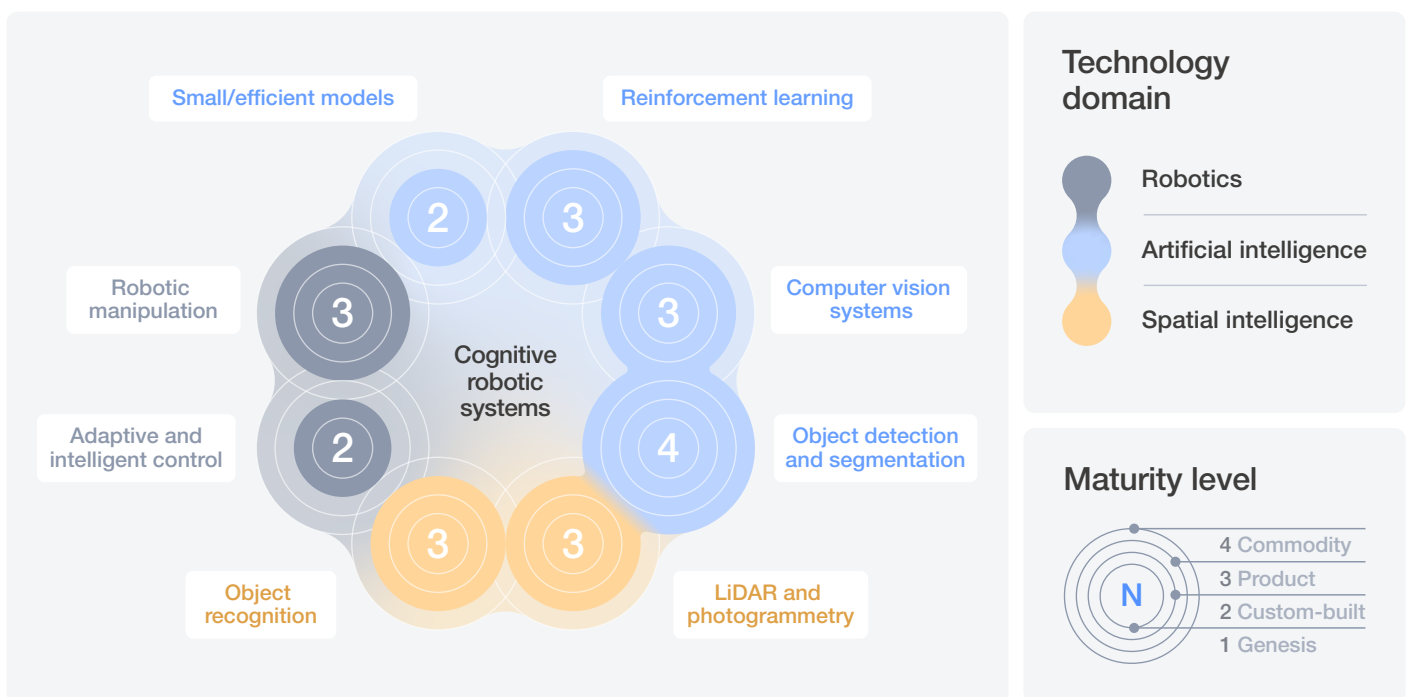 Small/efficient models
Reinforcement learning
2
3
Robotic
manipulation
3
3
Computer vision
systems
Cognitive
robotic
systems
Adaptive and
intelligent control
2
4
Object detection
and segmentation
3
3
Object
recognition
LiDAR and
photogrammetry
Technology
domain
Robotics
Artificial intelligence
Spatial intelligence
Maturity level
N
4 Commodity
3 Product
2 Custom-built
1 Genesis